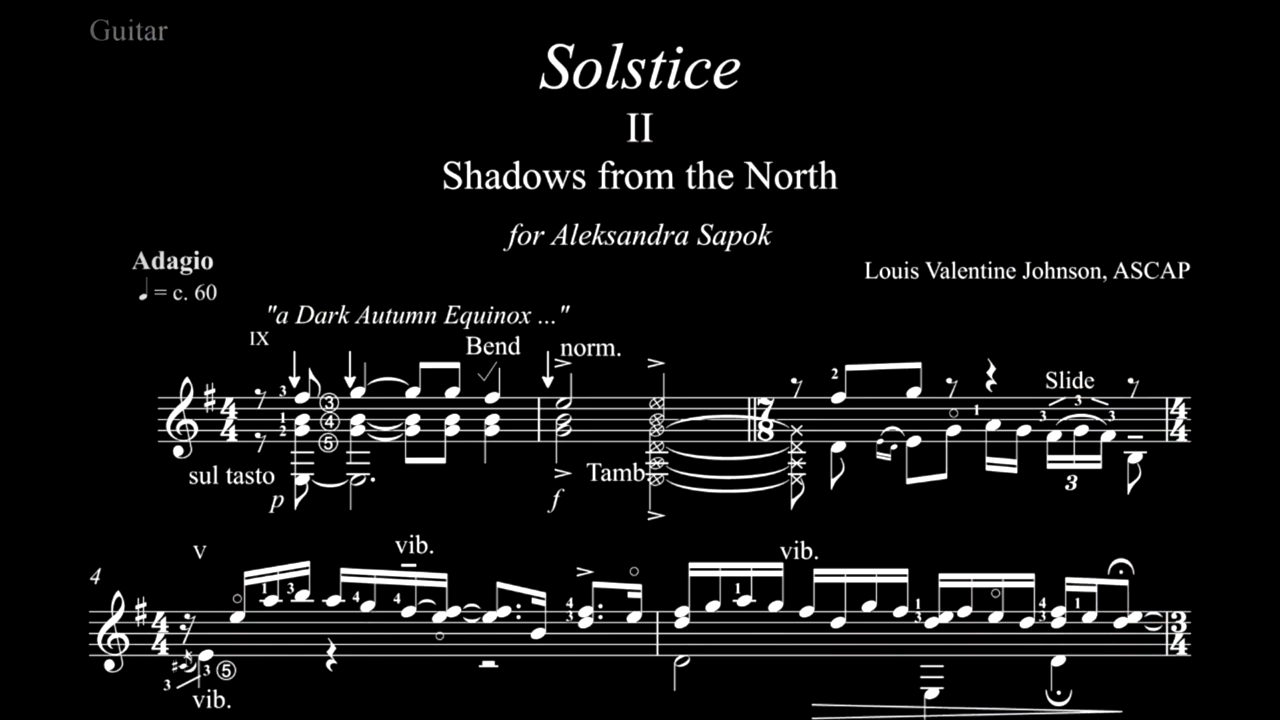 Guitar
Solstice
II
Shadows from the North
for Aleksandra Sapok
Adagio
Louis Valentine Johnson, ASCAP
♩ = c. 60
"a Dark Autumn Equinox ..."
IX
Bend norm.
Slide
sul tasto
Tamb.
p f
3
4
V
vib.
vib.
vib.